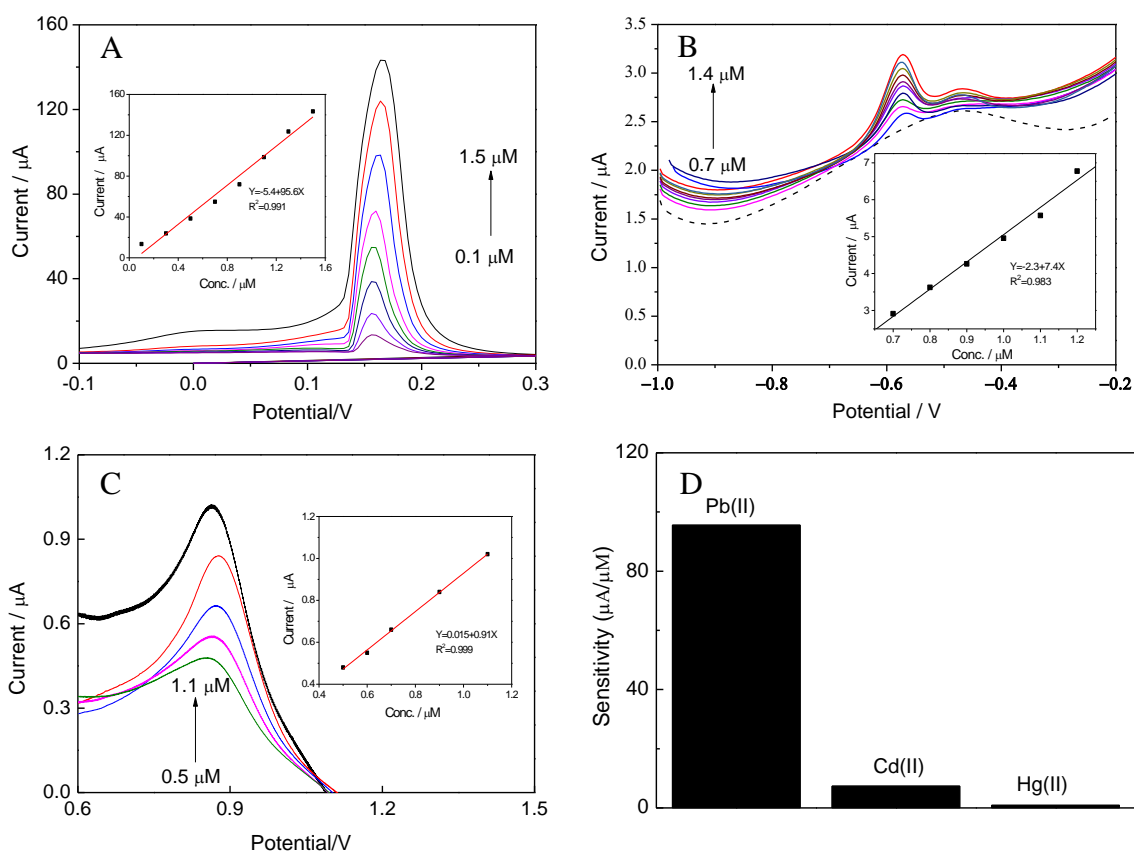 A
160
120
80
40
0
Current / μA
-0.1
0.0
0.1
0.2
0.3
Potential/V
1.5 μM
0.1 μM
160
120
80
40
0
Current / μA
0.0
0.4
0.8
1.2
1.6
Conc. / μM
Y=-5.4+95.6X
R²=0.991
B
3.5
3.0
2.5
2.0
1.5
1.0
0.5
0.0
Current / μA
−1.0
−0.8
−0.6
−0.4
−0.2
Potential / V
1.4 μM
0.7 μM
7
6
5
4
3
Current / μA
0.7
0.8
0.9
1.0
1.1
1.2
Conc. / μM
Y=-2.3+7.4X
R²=0.983
C
1.2
0.9
0.6
0.3
0.0
Current / μA
0.6
0.9
1.2
1.5
Potential/V
1.1 μM
0.5 μM
1.2
1.0
0.8
0.6
0.4
Current / μA
0.4
0.6
0.8
1.0
1.2
Conc. / μM
Y=0.015+0.91X
R²=0.999
D
120
80
40
0
Sensitivity (μA/μM)
Pb(II)
Cd(II)
Hg(II)